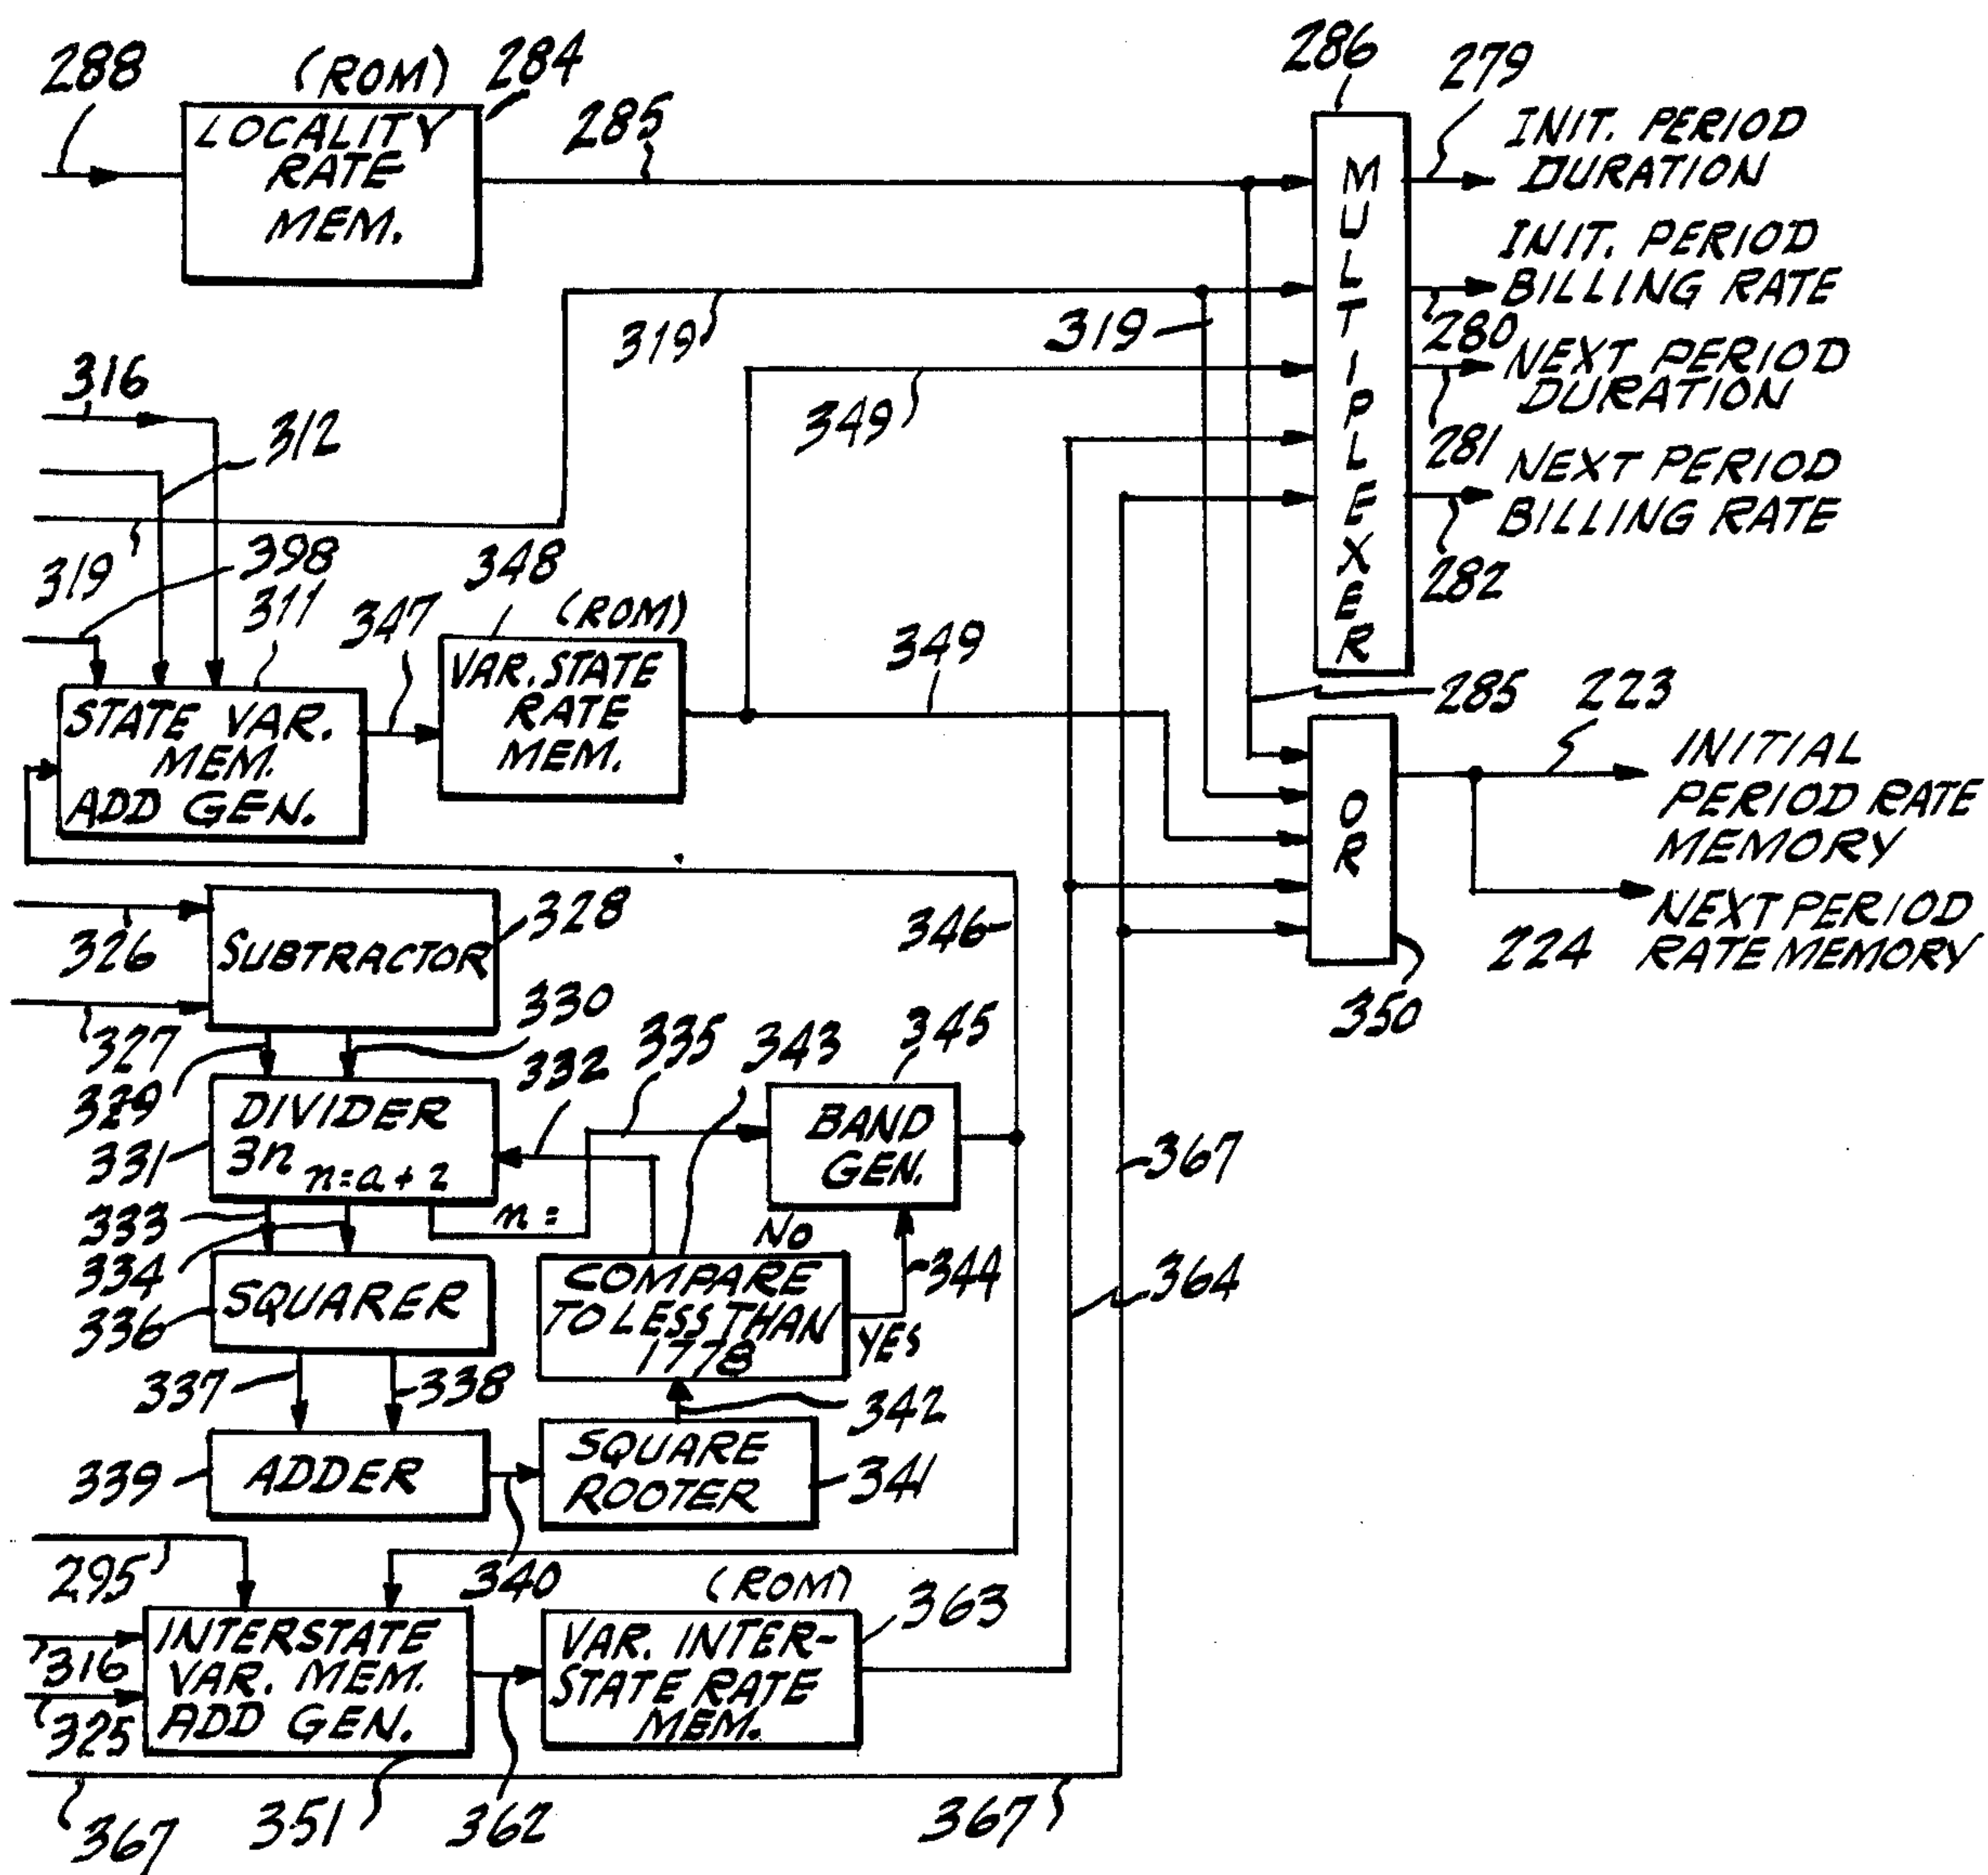 288
(ROM)
284
LOCALITY
RATE
MEM.
285
286
279
MULTIPLEXER
INIT. PERIOD
DURATION
INIT. PERIOD
BILLING RATE
280
NEXT PERIOD
DURATION
281
NEXT PERIOD
BILLING RATE
282
319
319
349
316
312
319
398
311
347
348
(ROM)
STATE VAR.
MEM.
ADD GEN.
VAR. STATE
RATE
MEM.
349
285
223
OR
INITIAL
PERIOD RATE
MEMORY
NEXT PERIOD
RATE MEMORY
224
350
326
SUBTRACTOR
328
346
327
329
330
332
335
343
345
331
DIVIDER
3n n=a+2
n=
BAND
GEN.
367
333
334
336
SQUARER
NO
COMPARE
TO LESS THAN
1778
YES
344
364
337
338
342
339
ADDER
SQUARE
ROOTER
341
295
340
(ROM)
363
316
325
INTERSTATE
VAR. MEM.
ADD GEN.
VAR. INTER-
STATE RATE
MEM.
367
351
362
367